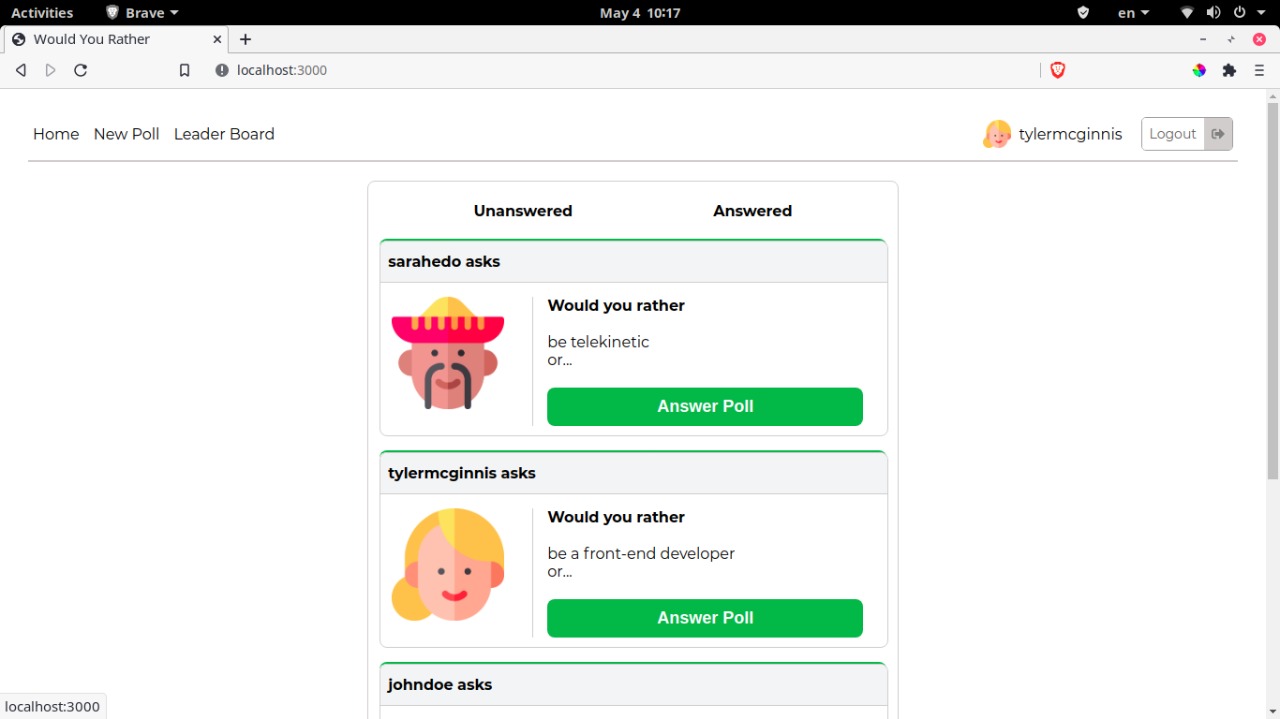 Activities Brave May 4 10:17 en
Would You Rather
localhost:3000
Home New Poll Leader Board tylermcginnis Logout
Unanswered Answered
sarahedo asks
Would you rather
be telekinetic
or...
Answer Poll
tylermcginnis asks
Would you rather
be a front-end developer
or...
Answer Poll
johndoe asks
localhost:3000